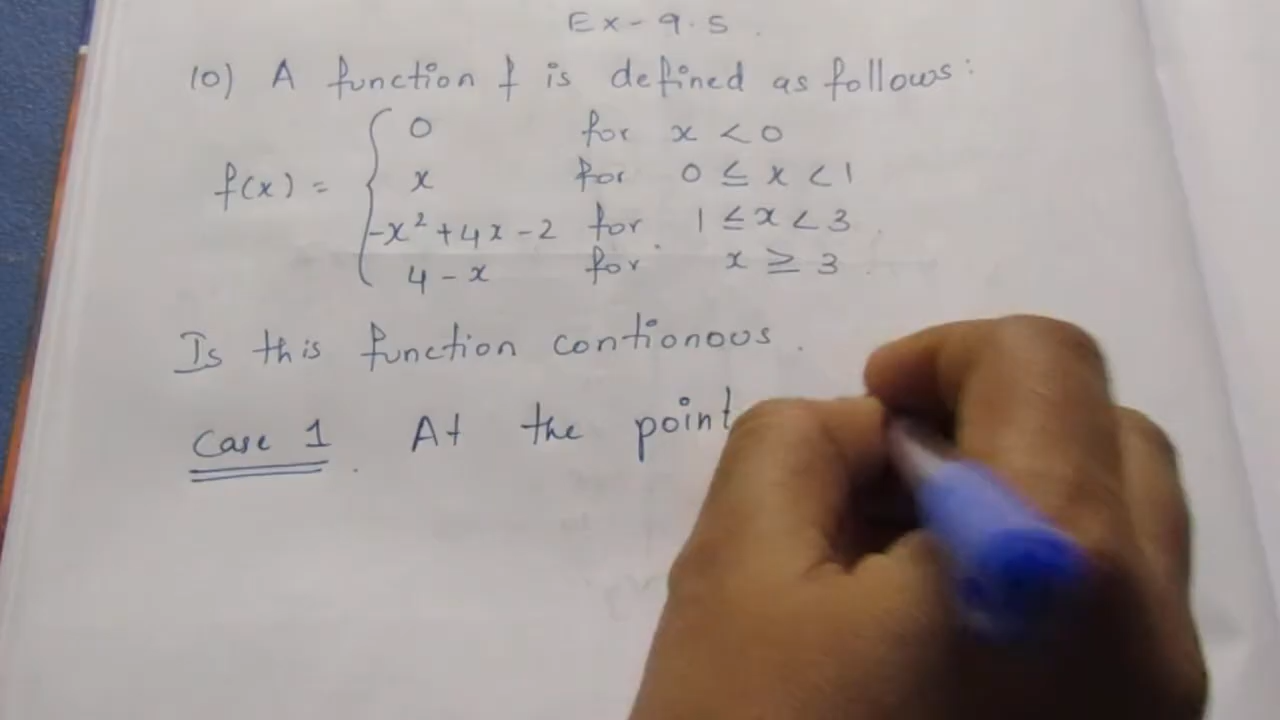 Ex-9.5.
10) A function f is defined as follows:
0 for x < 0
f(x) = x for 0 ≤ x < 1
-x² + 4x - 2 for 1 ≤ x < 3
4 - x for x ≥ 3
Is this function contionous.
Case 1. At the point